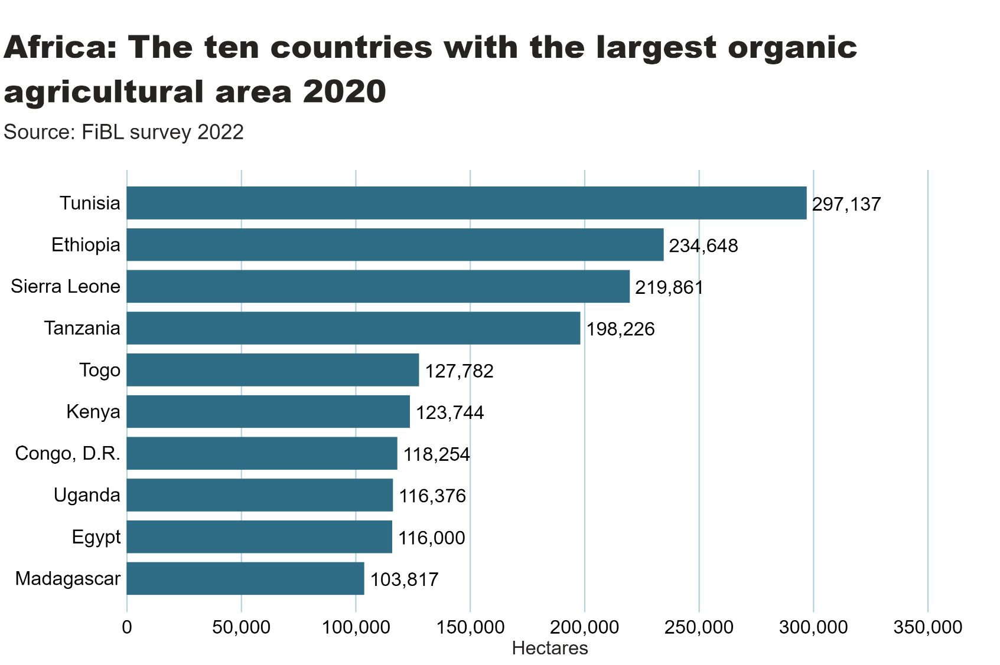 Africa: The ten countries with the largest organic
agricultural area 2020
Source: FiBL survey 2022
Tunisia 297,137
Ethiopia 234,648
Sierra Leone 219,861
Tanzania 198,226
Togo 127,782
Kenya 123,744
Congo, D.R. 118,254
Uganda 116,376
Egypt 116,000
Madagascar 103,817
0 50,000 100,000 150,000 200,000 250,000 300,000 350,000
Hectares